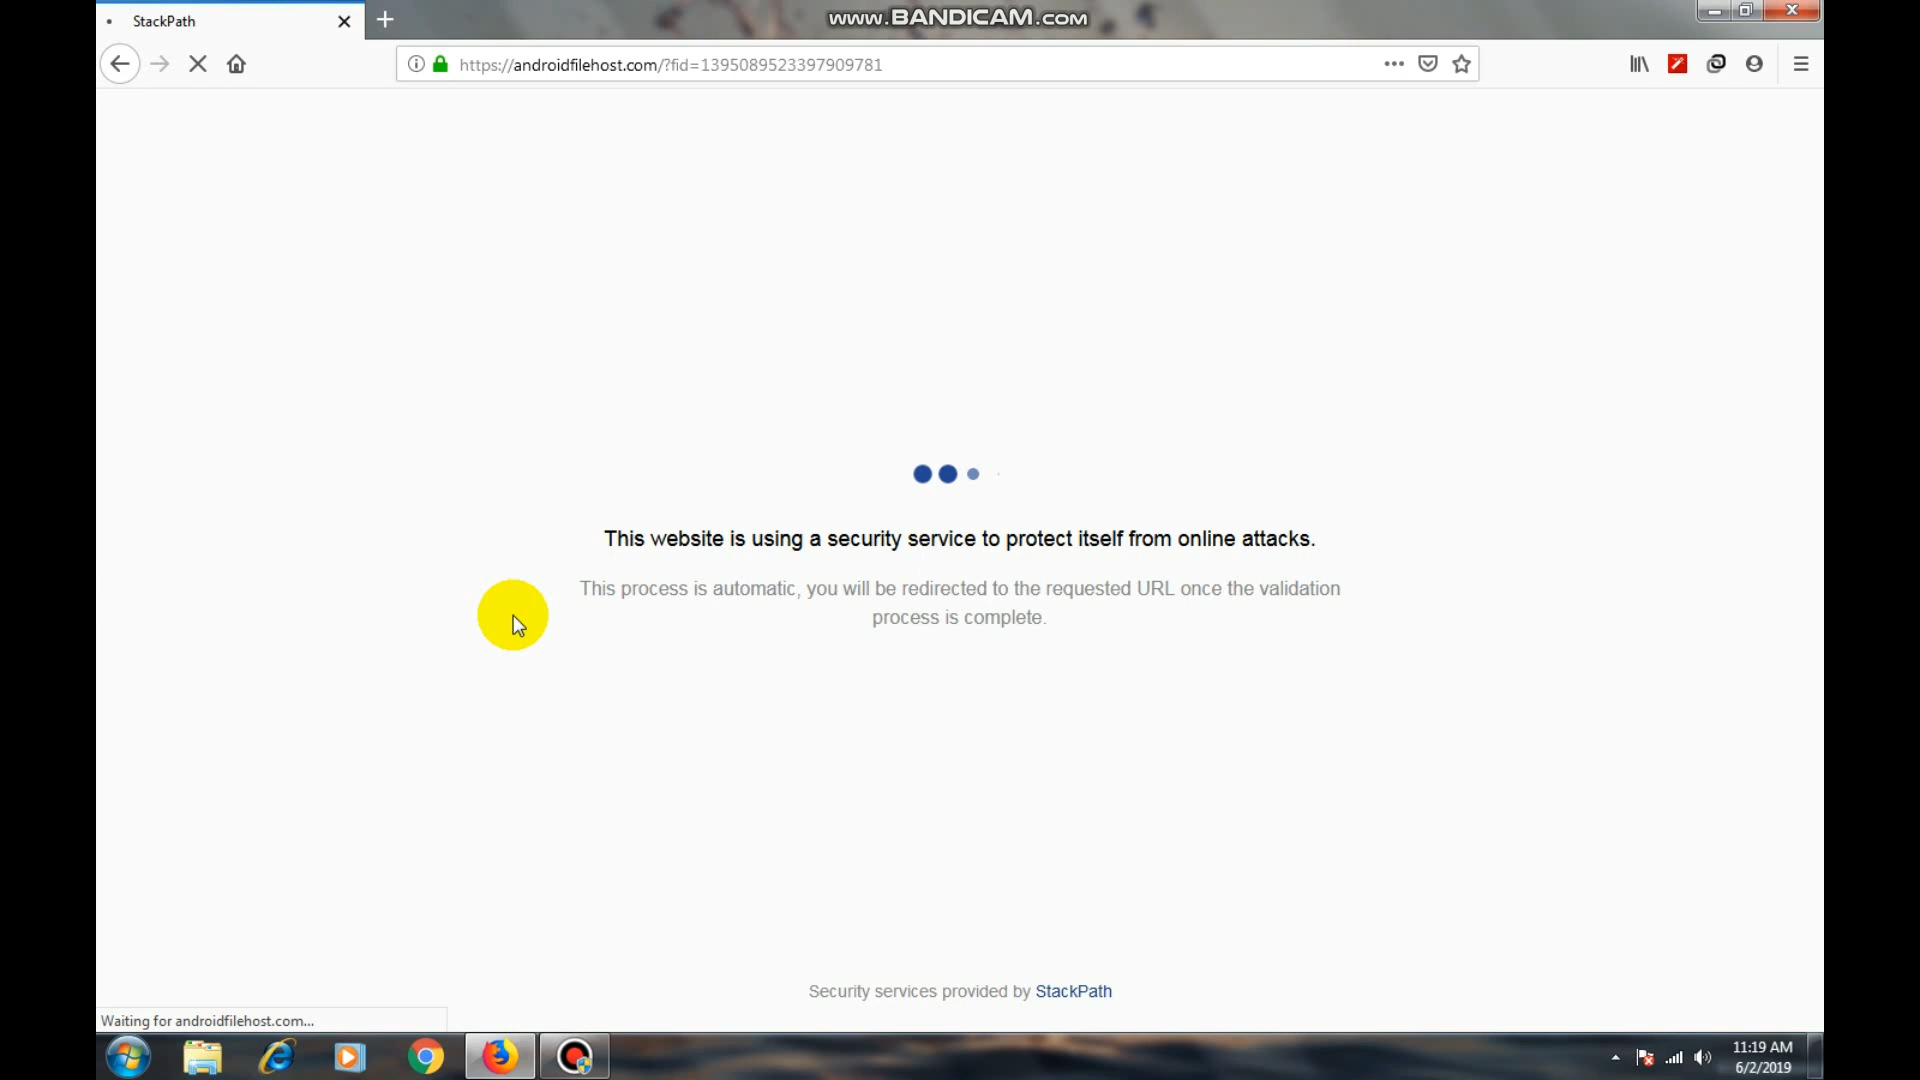 StackPath
www.BANDICAM.com
https://androidfilehost.com/?fid=1395089523397909781
This website is using a security service to protect itself from online attacks.
This process is automatic, you will be redirected to the requested URL once the validation
process is complete.
Security services provided by StackPath
Waiting for androidfilehost.com...
11:19 AM
6/2/2019